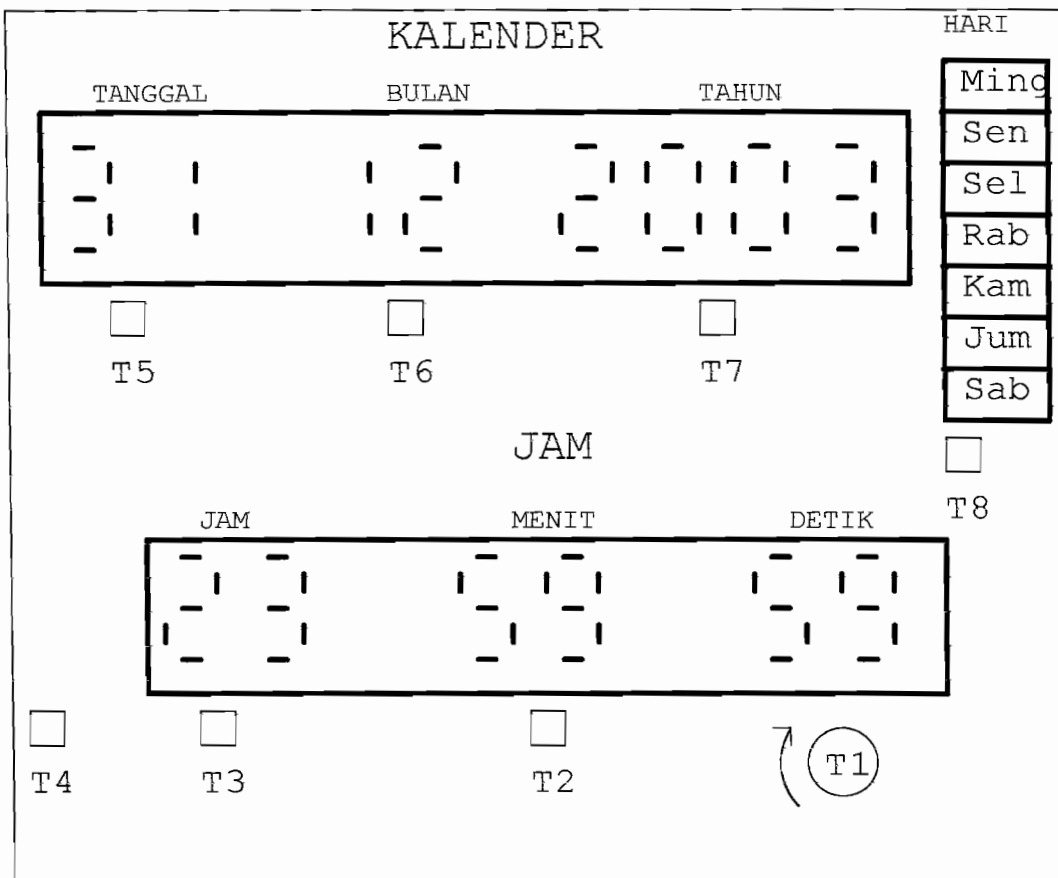 KALENDER
HARI
TANGGAL BULAN TAHUN
31 12 2003
Ming
Sen
Sel
Rab
Kam
Jum
Sab
T5 T6 T7
T8
JAM
JAM MENIT DETIK
23 59 59
T4 T3 T2 T1